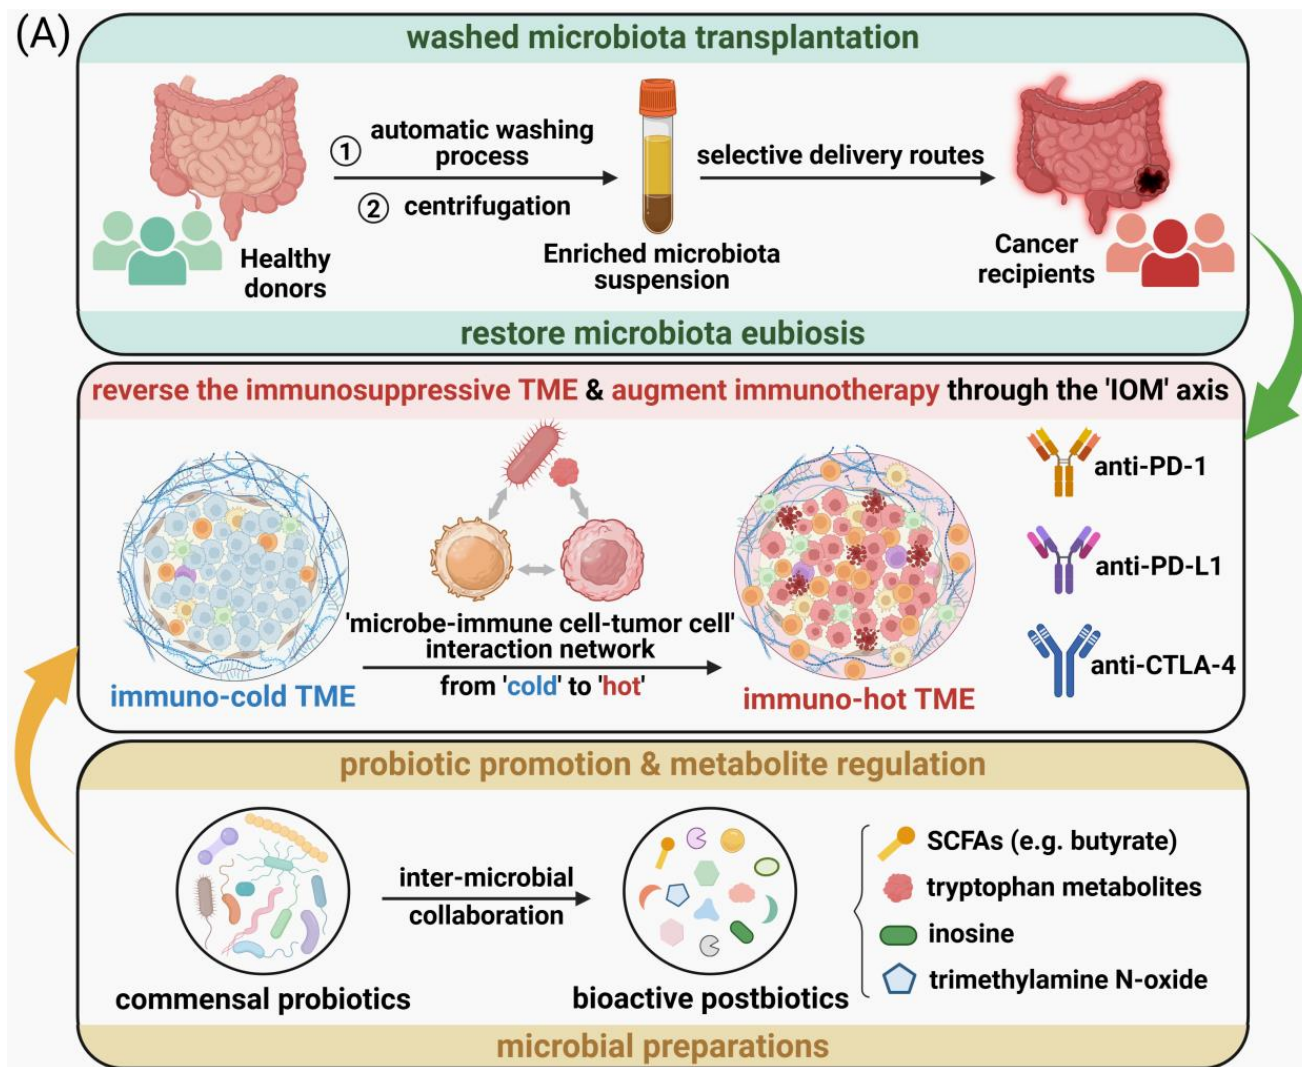 (A)
washed microbiota transplantation
① automatic washing
process
② centrifugation
selective delivery routes
Healthy
donors
Enriched microbiota
suspension
Cancer
recipients
restore microbiota eubiosis
reverse the immunosuppressive TME & augment immunotherapy through the 'IOM' axis
'microbe-immune cell-tumor cell'
interaction network
from 'cold' to 'hot'
immuno-cold TME
immuno-hot TME
anti-PD-1
anti-PD-L1
anti-CTLA-4
probiotic promotion & metabolite regulation
inter-microbial
collaboration
commensal probiotics
bioactive postbiotics
SCFAs (e.g. butyrate)
tryptophan metabolites
inosine
trimethylamine N-oxide
microbial preparations